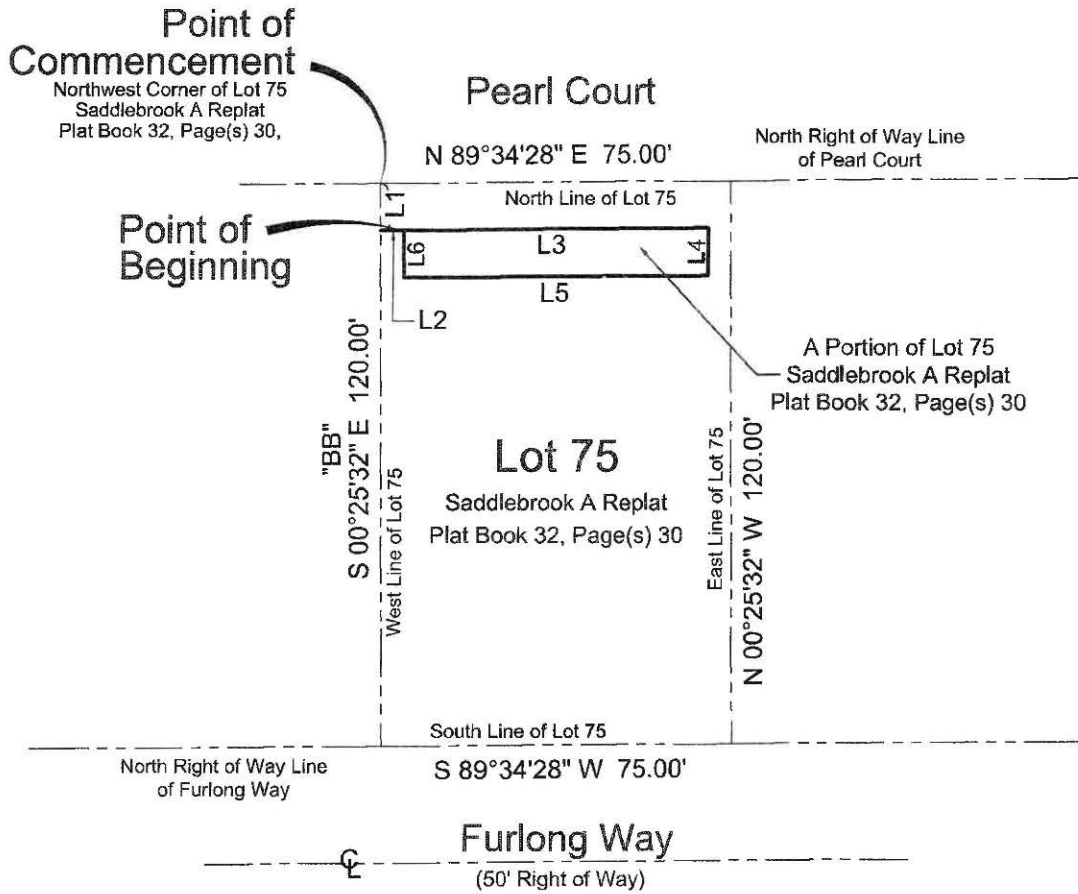 Point of
Commencement
Northwest Corner of Lot 75
Saddlebrook A Replat
Plat Book 32, Page(s) 30,
Pearl Court
N 89°34'28" E 75.00'
North Right of Way Line
of Pearl Court
L1
North Line of Lot 75
Point of
Beginning
L6
L3
L4
L5
L2
A Portion of Lot 75
Saddlebrook A Replat
Plat Book 32, Page(s) 30
"BB"
S 00°25'32" E 120.00'
West Line of Lot 75
Lot 75
Saddlebrook A Replat
Plat Book 32, Page(s) 30
East Line of Lot 75
N 00°25'32" W 120.00'
South Line of Lot 75
North Right of Way Line
of Furlong Way
S 89°34'28" W 75.00'
Furlong Way
CL
(50' Right of Way)